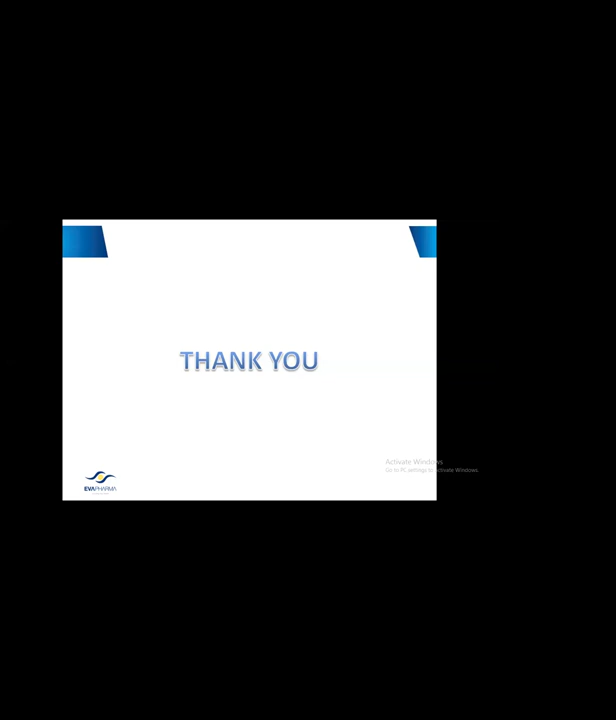 THANK YOU
Activate Windows
Go to PC settings to activate Windows.
EVAPHARMA